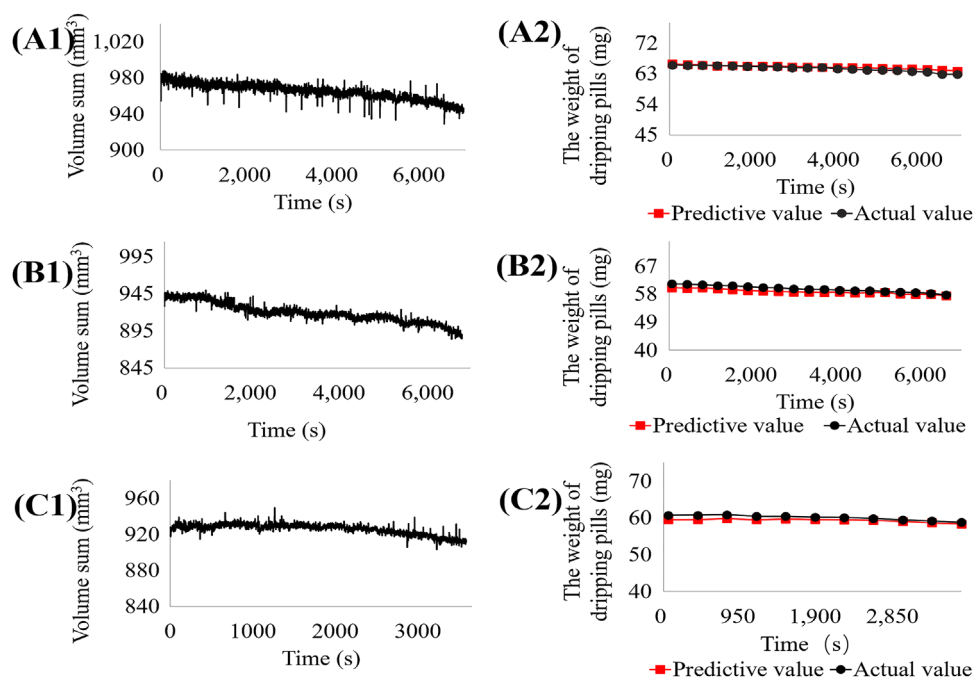 (A1)
Volume sum (mm³)
1,020
980
940
900
0 2,000 4,000 6,000
Time (s)
(A2)
The weight of
dripping pills (mg)
72
63
54
45
0 2,000 4,000 6,000
Time (s)
Predictive value Actual value
(B1)
Volume sum (mm³)
995
945
895
845
0 2,000 4,000 6,000
Time (s)
(B2)
The weight of
dripping pills (mg)
67
58
49
40
0 2,000 4,000 6,000
Time (s)
Predictive value Actual value
(C1)
Volume sum (mm³)
960
920
880
840
0 1000 2000 3000
Time (s)
(C2)
The weight of
dripping pills (mg)
70
60
50
40
0 950 1,900 2,850
Time（s）
Predictive value Actual value